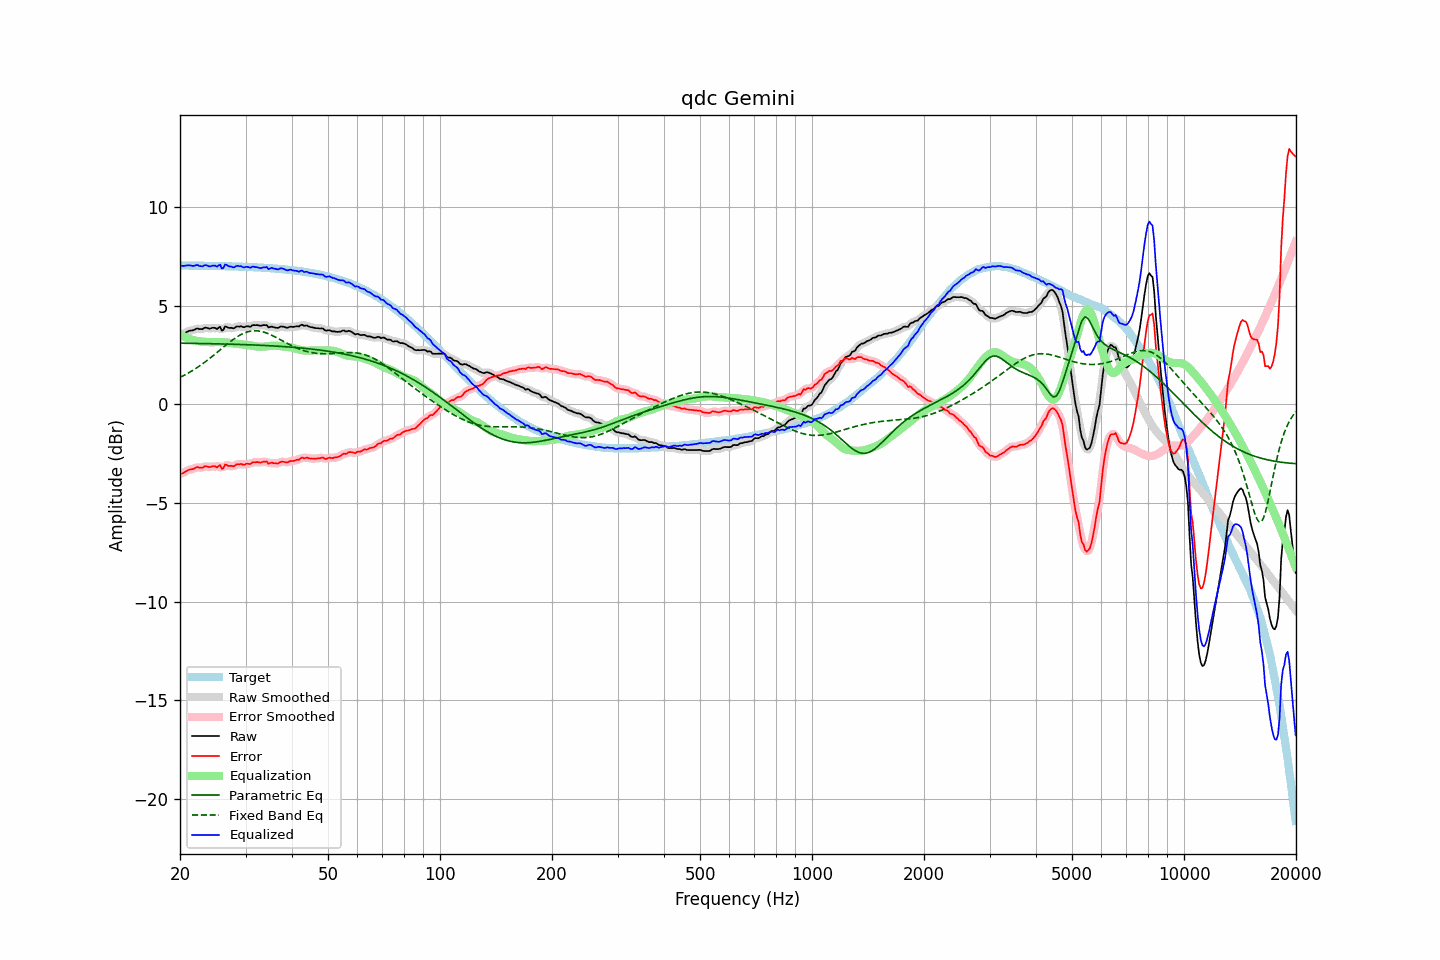 qdc Gemini
Amplitude (dBr)
10
5
0
−5
−10
−15
−20
Target
Raw Smoothed
Error Smoothed
Raw
Error
Equalization
Parametric Eq
Fixed Band Eq
Equalized
20 50 100 200 500 1000 2000 5000 10000 20000
Frequency (Hz)